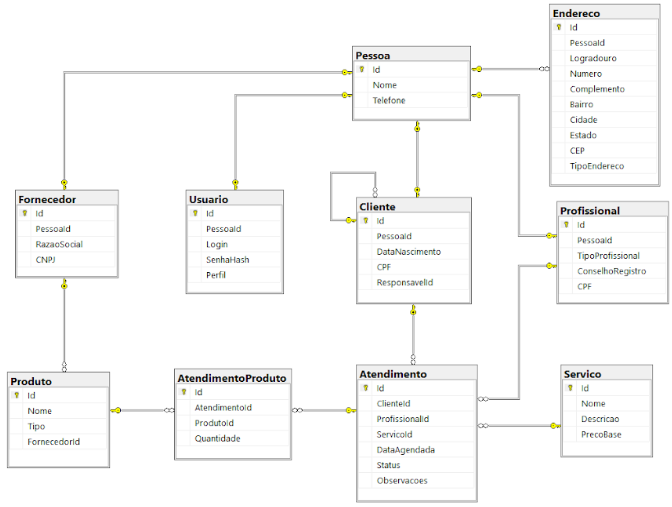 Endereco
Id
PessoaId
Logradouro
Numero
Complemento
Bairro
Cidade
Estado
CEP
TipoEndereco
Pessoa
Id
Nome
Telefone
Fornecedor
Id
PessoaId
RazaoSocial
CNPJ
Usuario
Id
PessoaId
Login
SenhaHash
Perfil
Cliente
Id
PessoaId
DataNascimento
CPF
ResponsavelId
Profissional
Id
PessoaId
TipoProfissional
ConselhoRegistro
CPF
Produto
Id
Nome
Tipo
FornecedorId
AtendimentoProduto
Id
AtendimentoId
ProdutoId
Quantidade
Atendimento
Id
ClienteId
ProfissionalId
ServicoId
DataAgendada
Status
Observacoes
Servico
Id
Nome
Descricao
PrecoBase